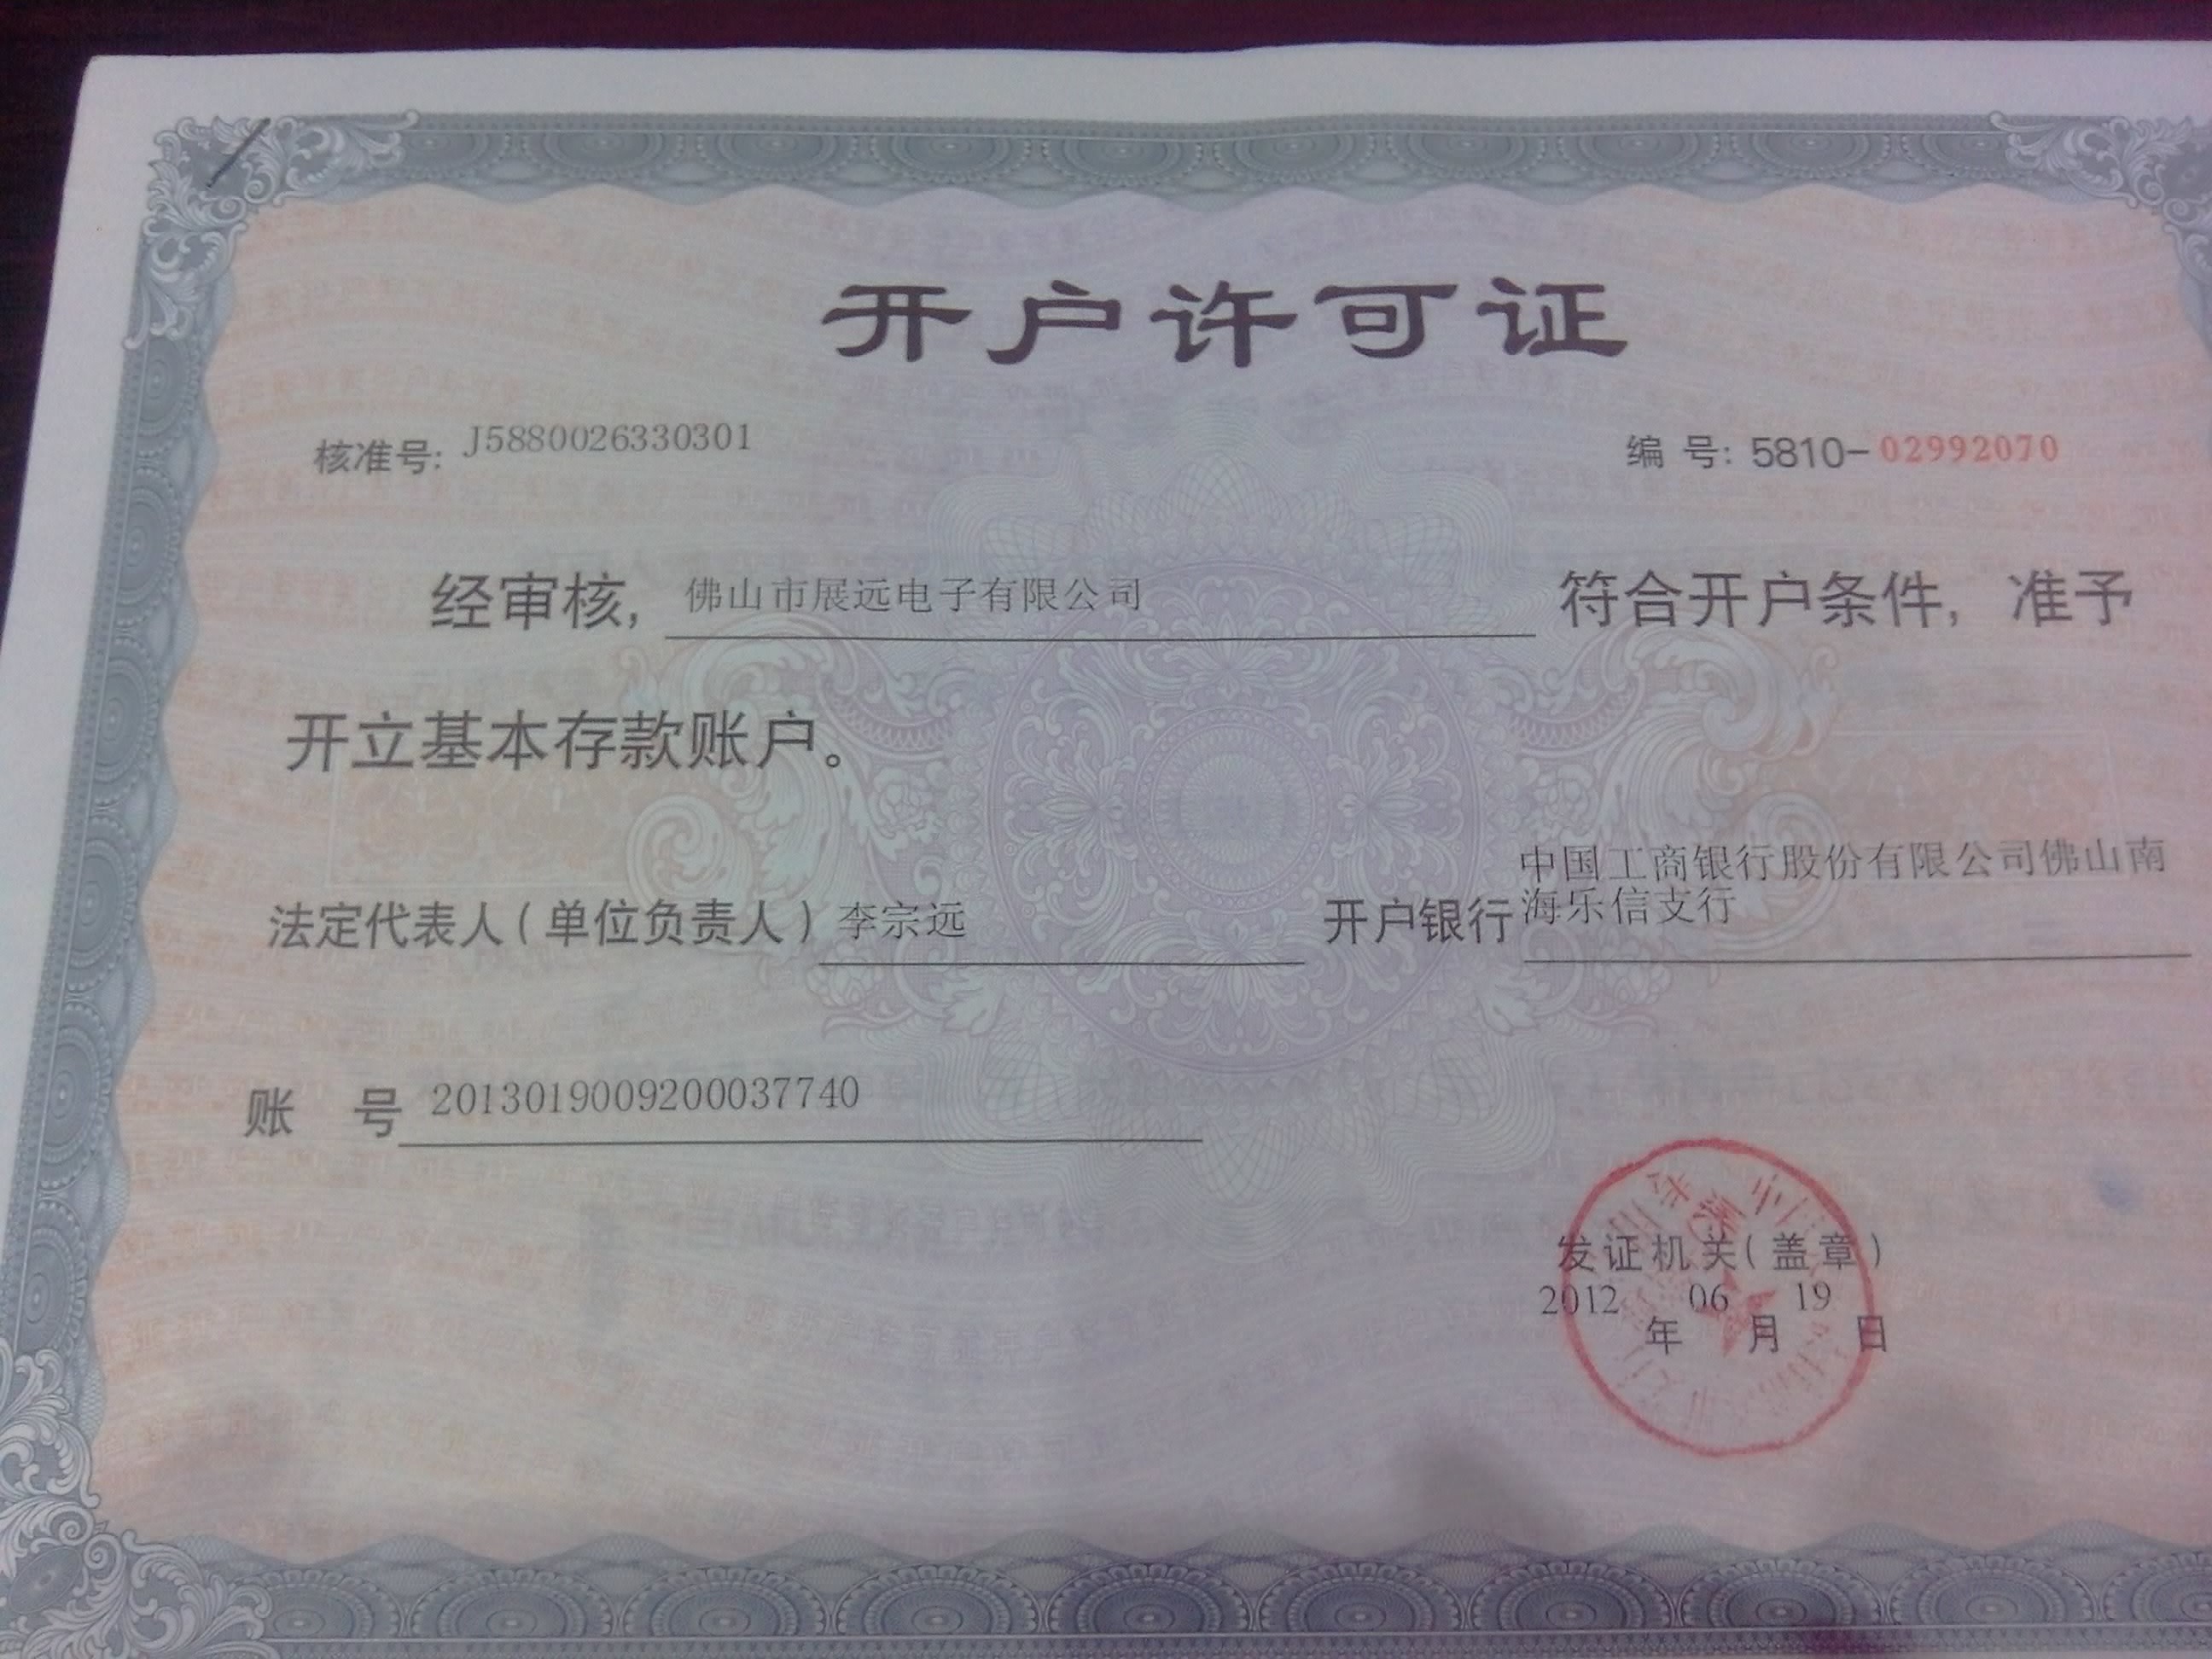 开户许可证
核准号: J5880026330301
编 号: 5810-02992070
经审核, 佛山市展远电子有限公司 符合开户条件, 准予
开立基本存款账户。
法定代表人(单位负责人) 李宗远
开户银行 中国工商银行股份有限公司佛山南
海乐信支行
账 号 2013019009200037740
发证机关(盖章)
2012 06 19
年 月 日